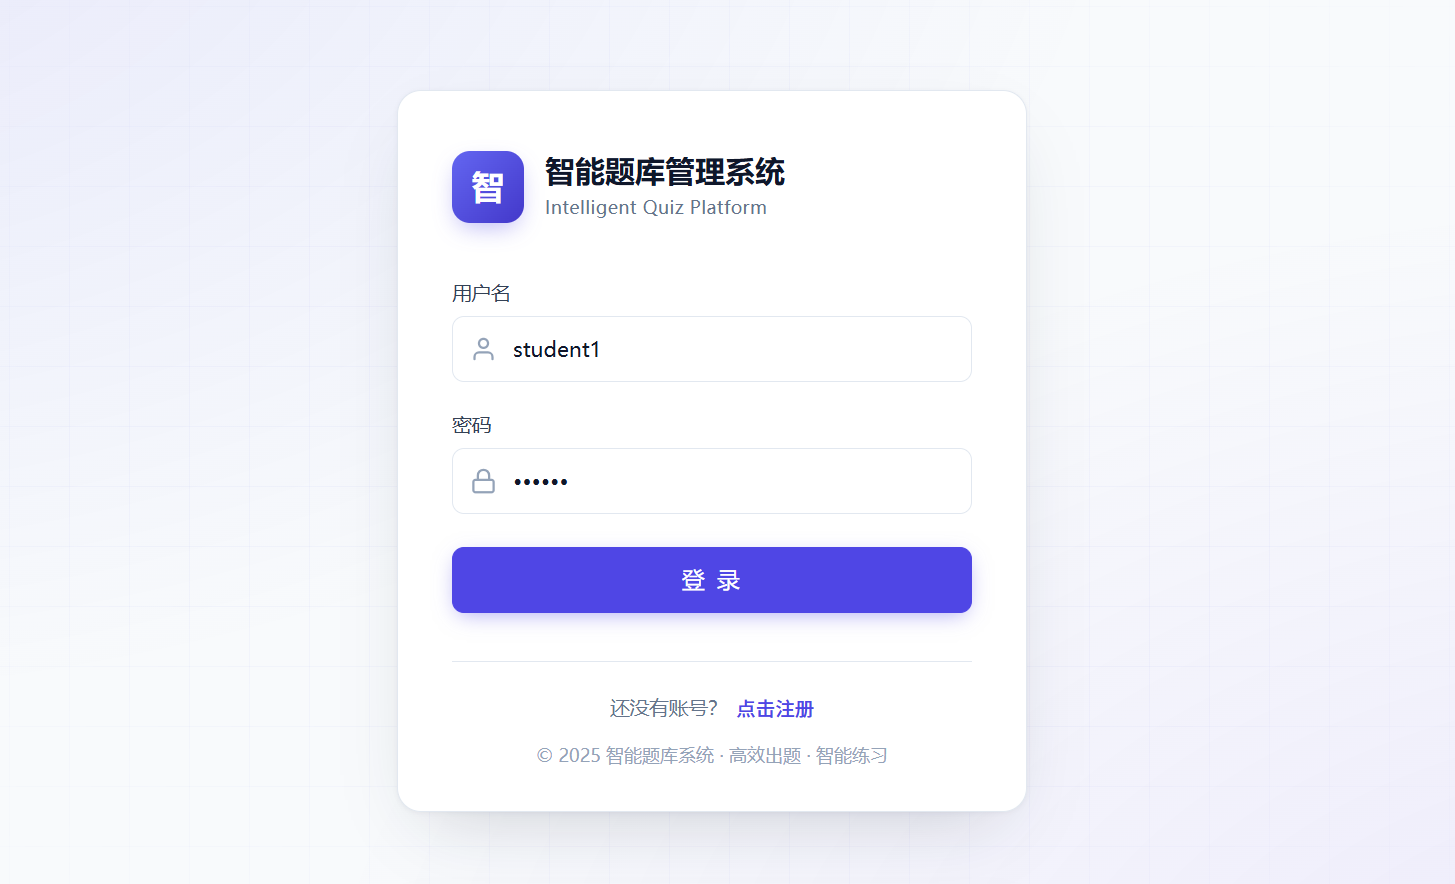 智
智能题库管理系统
Intelligent Quiz Platform
用户名
student1
密码
••••••
登 录
还没有账号? 点击注册
© 2025 智能题库系统 · 高效出题 · 智能练习